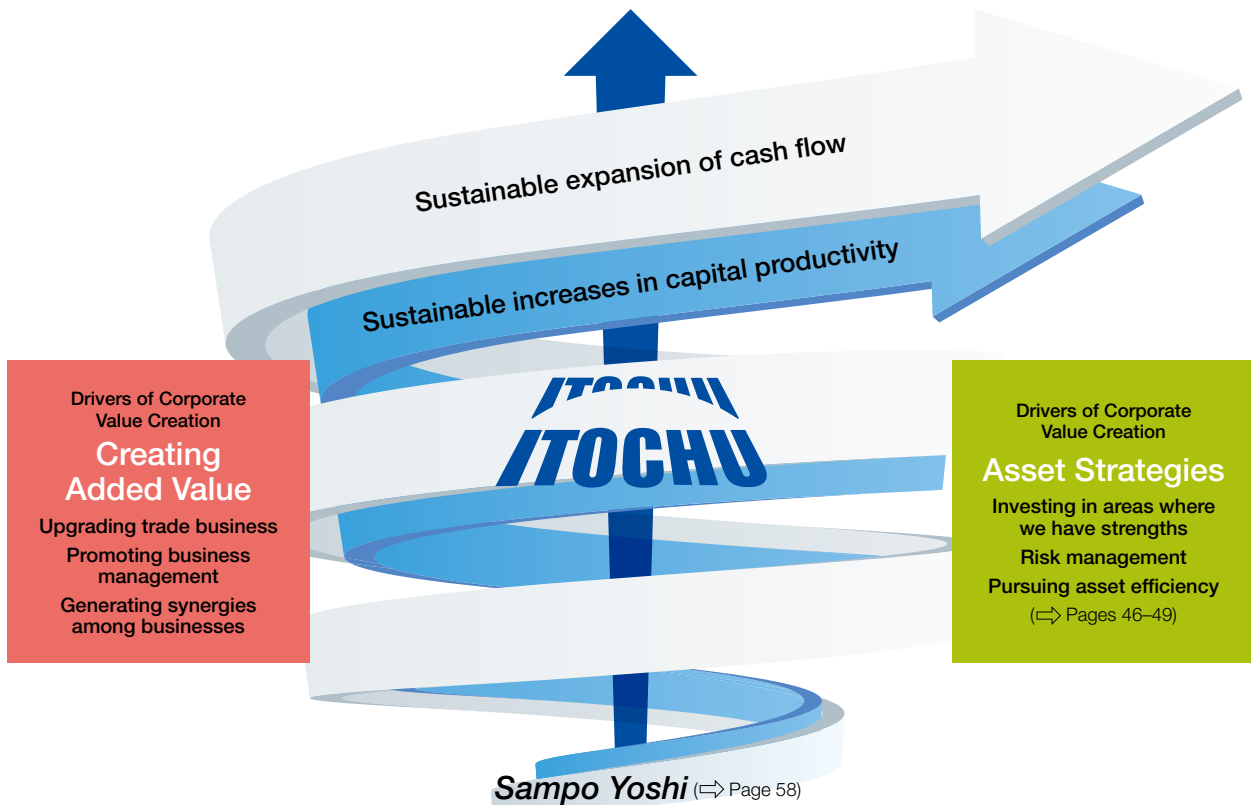 Sustainable expansion of cash flow
Sustainable increases in capital productivity
Drivers of Corporate
Value Creation
Creating
Added Value
Upgrading trade business
Promoting business
management
Generating synergies
among businesses
ITOCHU
ITOCHU
Drivers of Corporate
Value Creation
Asset Strategies
Investing in areas where
we have strengths
Risk management
Pursuing asset efficiency
(⇨ Pages 46–49)
Sampo Yoshi (⇨ Page 58)